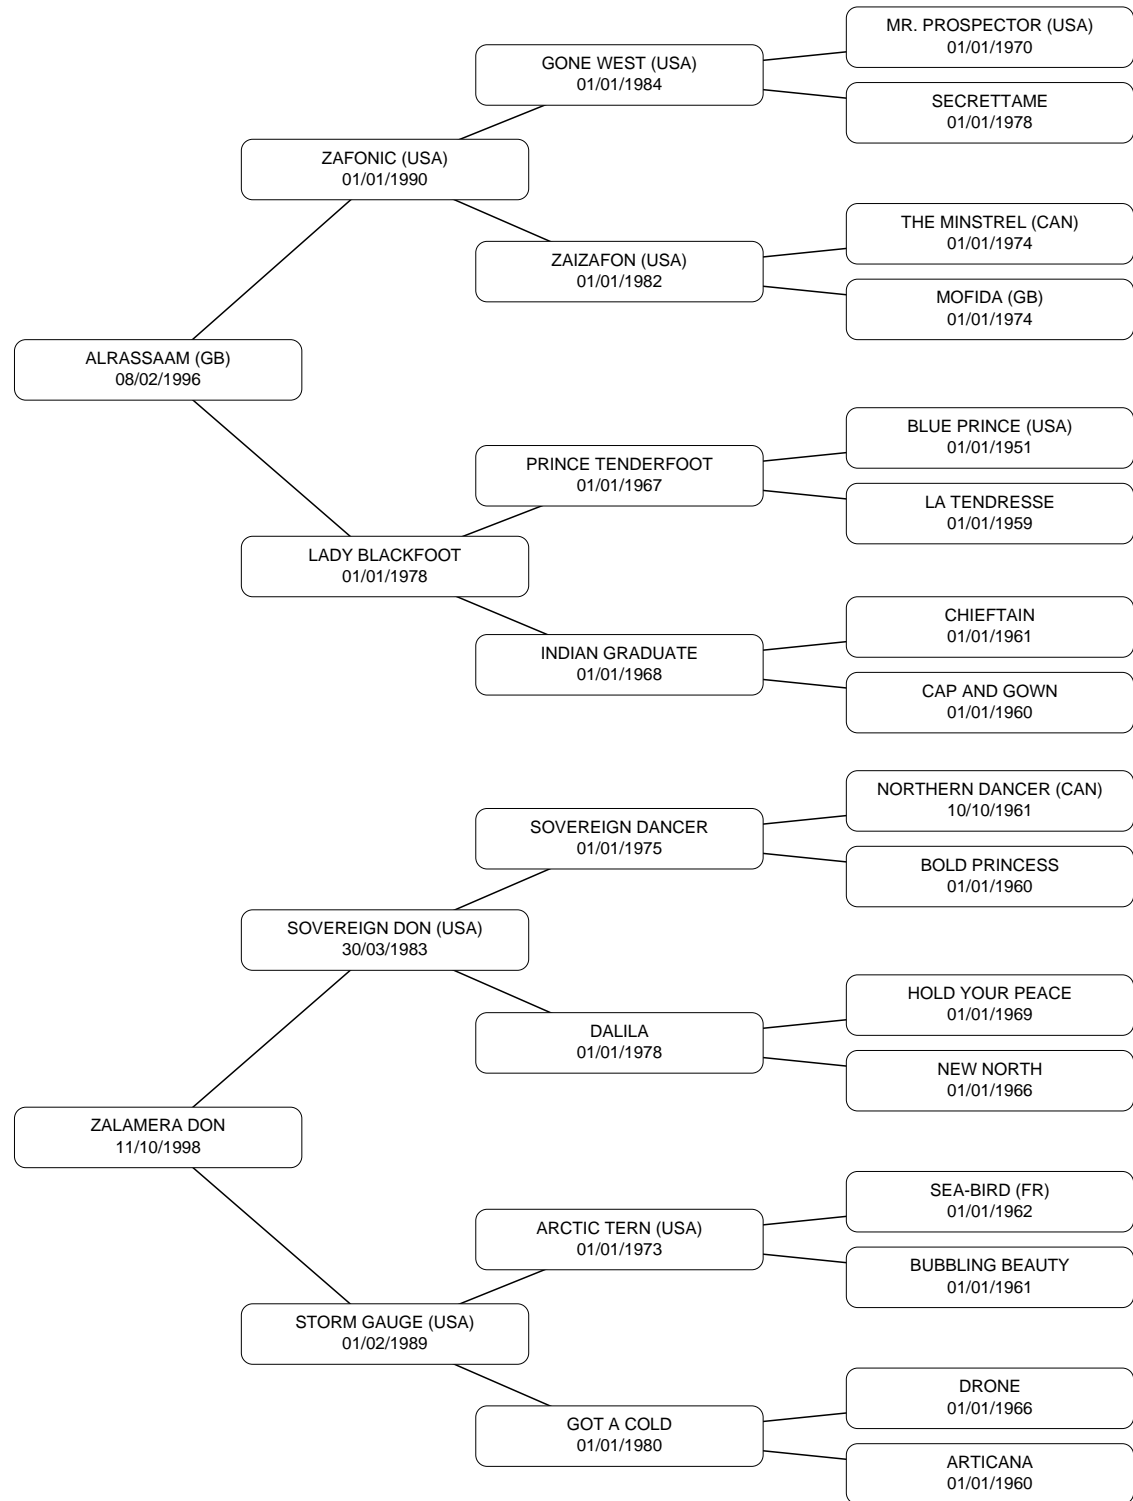 MR. PROSPECTOR (USA)
01/01/1970
GONE WEST (USA)
01/01/1984
SECRETTAME
01/01/1978
ZAFONIC (USA)
01/01/1990
THE MINSTREL (CAN)
01/01/1974
ZAIZAFON (USA)
01/01/1982
MOFIDA (GB)
01/01/1974
ALRASSAAM (GB)
08/02/1996
BLUE PRINCE (USA)
01/01/1951
PRINCE TENDERFOOT
01/01/1967
LA TENDRESSE
01/01/1959
LADY BLACKFOOT
01/01/1978
CHIEFTAIN
01/01/1961
INDIAN GRADUATE
01/01/1968
CAP AND GOWN
01/01/1960
NORTHERN DANCER (CAN)
10/10/1961
SOVEREIGN DANCER
01/01/1975
BOLD PRINCESS
01/01/1960
SOVEREIGN DON (USA)
30/03/1983
HOLD YOUR PEACE
01/01/1969
DALILA
01/01/1978
NEW NORTH
01/01/1966
ZALAMERA DON
11/10/1998
SEA-BIRD (FR)
01/01/1962
ARCTIC TERN (USA)
01/01/1973
BUBBLING BEAUTY
01/01/1961
STORM GAUGE (USA)
01/02/1989
DRONE
01/01/1966
GOT A COLD
01/01/1980
ARTICANA
01/01/1960